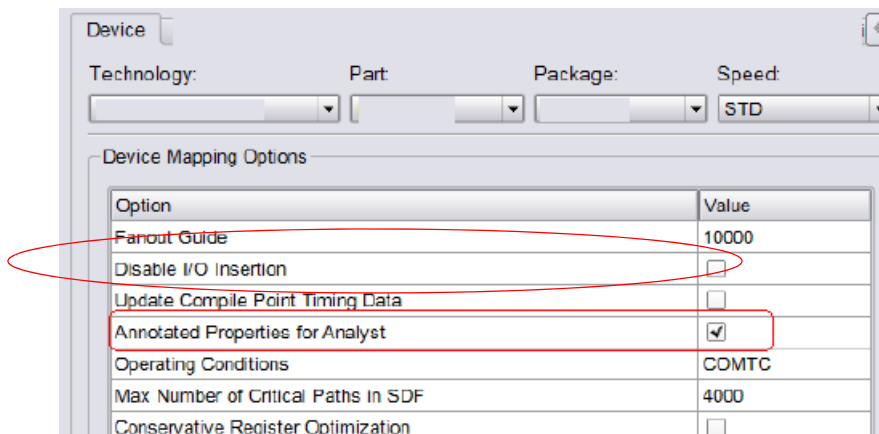 Device
Technology: Part: Package: Speed:
STD
Device Mapping Options
Option Value
Fanout Guide 10000
Disable I/O Insertion
Update Compile Point Timing Data
Annotated Properties for Analyst
Operating Conditions COMTC
Max Number of Critical Paths in SDF 4000
Conservative Register Optimization